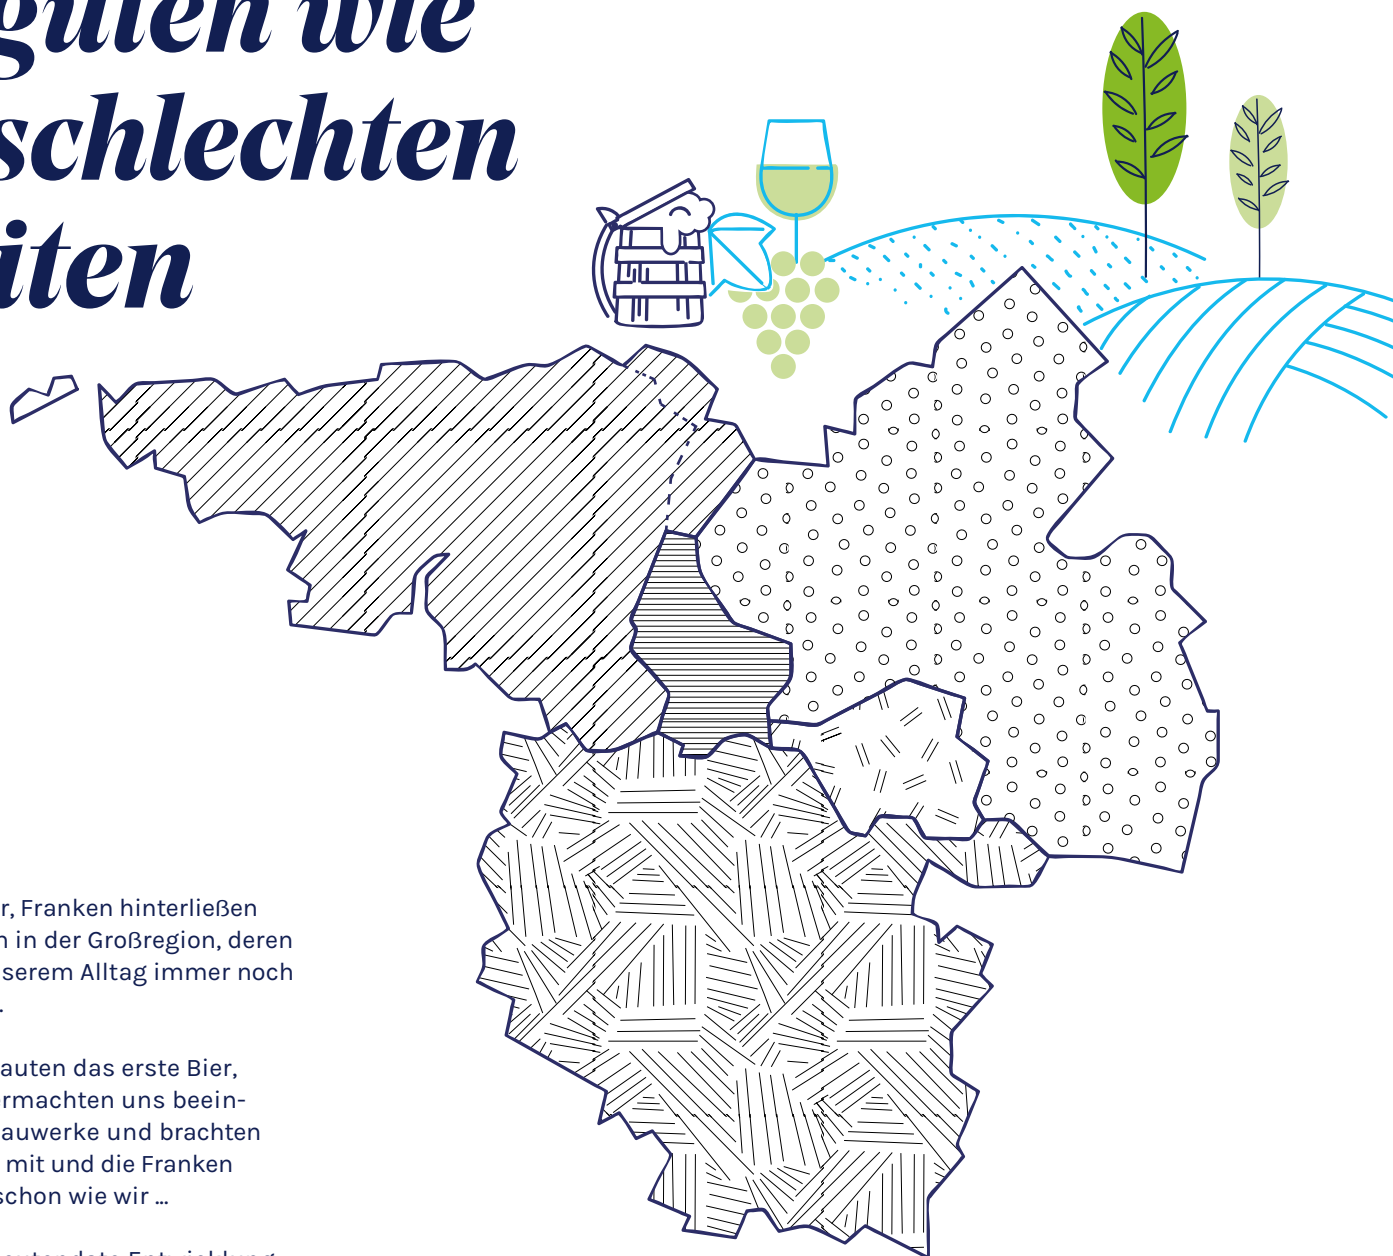 guten wie
schlechten
iten
r, Franken hinterließen
n in der Großregion, deren
serem Alltag immer noch
.
auten das erste Bier,
ermachten uns beein-
auwerke und brachten
mit und die Franken
schon wie wir ...